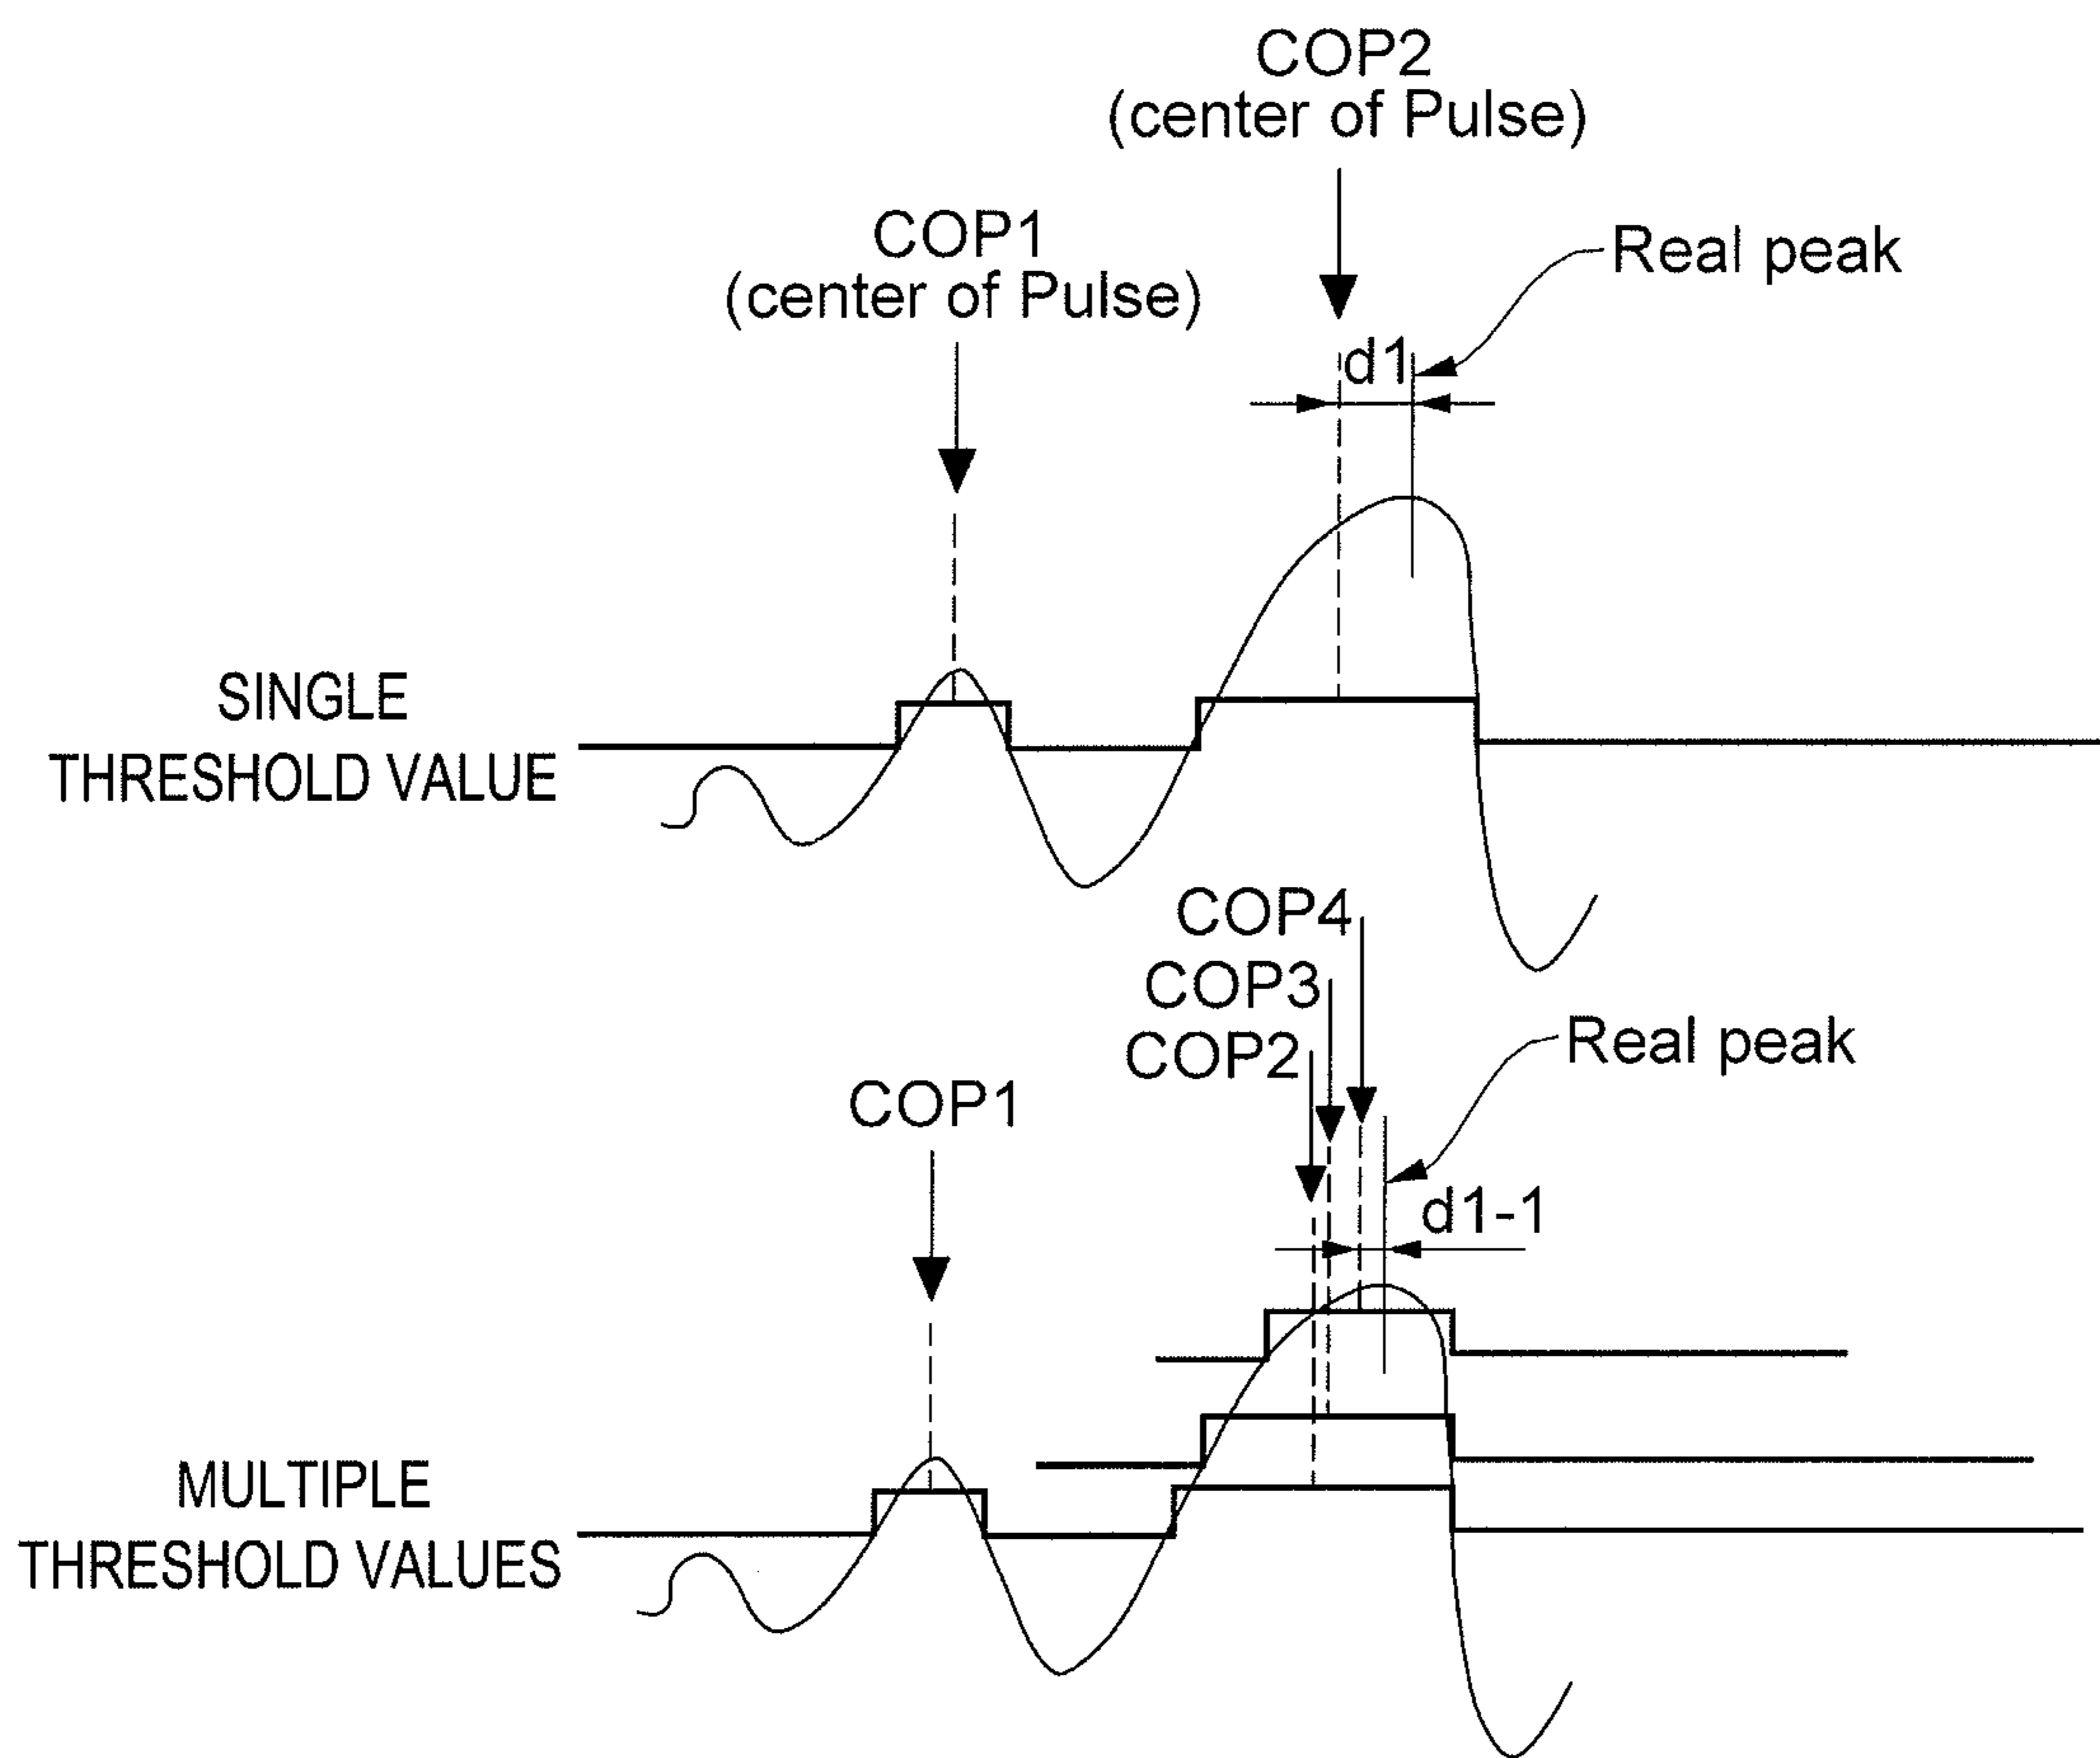 COP2
(center of Pulse)
COP1
(center of Pulse)
Real peak
d1
SINGLE
THRESHOLD VALUE
COP4
COP3
COP2
Real peak
COP1
d1-1
MULTIPLE
THRESHOLD VALUES